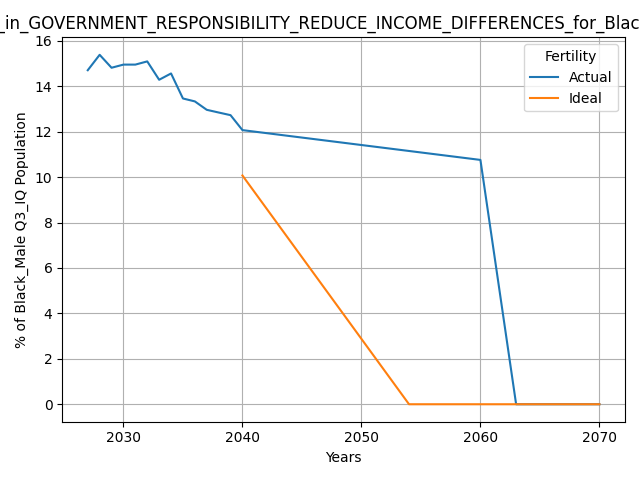 _in_GOVERNMENT_RESPONSIBILITY_REDUCE_INCOME_DIFFERENCES_for_Blac
16
14
12
10
8
6
4
2
0
% of Black_Male Q3_IQ Population
Fertility
Actual
Ideal
2030 2040 2050 2060 2070
Years